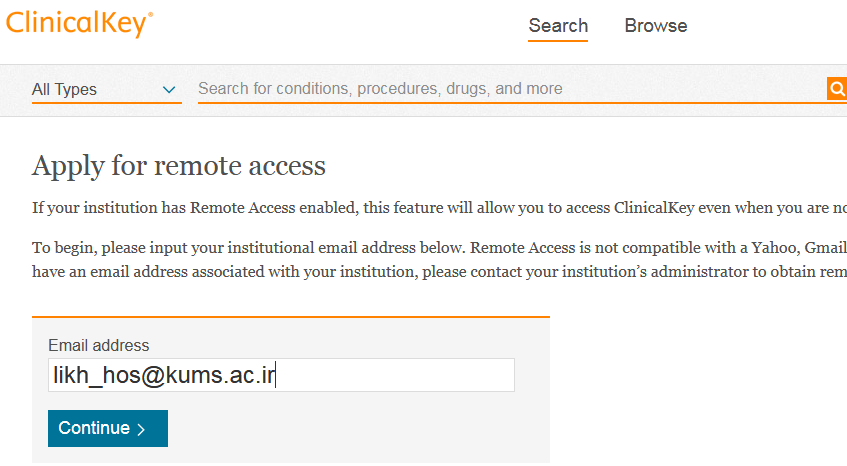 ClinicalKey®
Search Browse
All Types Search for conditions, procedures, drugs, and more
Apply for remote access
If your institution has Remote Access enabled, this feature will allow you to access ClinicalKey even when you are
To begin, please input your institutional email address below. Remote Access is not compatible with a Yahoo, Gmail
have an email address associated with your institution, please contact your institution's administrator to obtain
Email address
likh_hos@kums.ac.ir
Continue